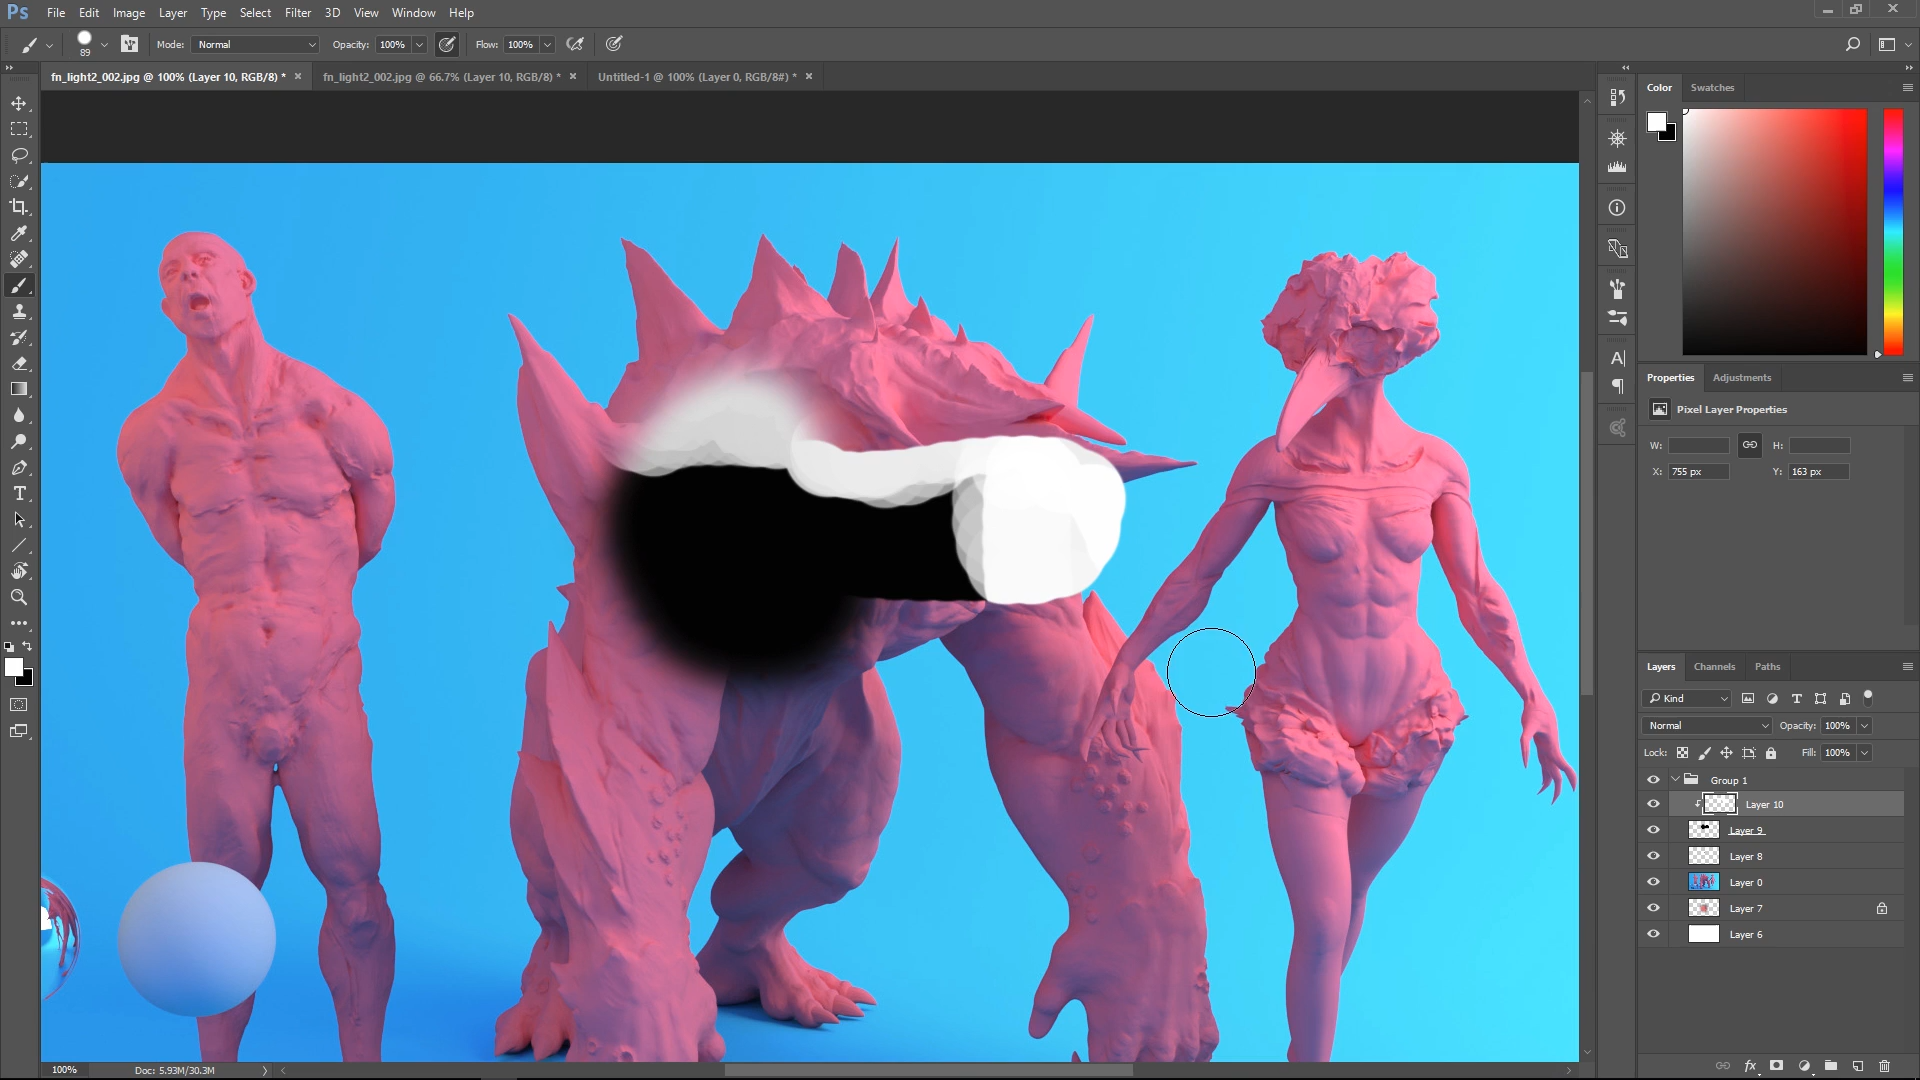 Ps File Edit Image Layer Type Select Filter 3D View Window Help
89 Mode: Normal Opacity: 100% Flow: 100%
fn_light2_002.jpg @ 100% (Layer 10, RGB/8) * fn_light2_002.jpg @ 66.7% (Layer 10, RGB/8) * Untitled-1 @ 100% (Layer 0, RGB/8#) *
Color Swatches
Properties Adjustments
Pixel Layer Properties
W: H:
X: 755 px Y: 163 px
Layers Channels Paths
Kind
Normal Opacity: 100%
Lock: Fill: 100%
Group 1
Layer 10
Layer 9
Layer 8
Layer 0
Layer 7
Layer 6
fx
100% Doc: 5.93M/30.3M